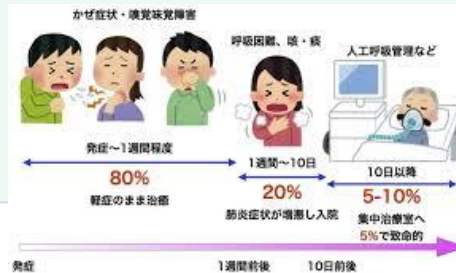 かぜ症状・嗅覚味覚障害
呼吸困難、咳・痰
人工呼吸管理など
発症～1週間程度
80%
軽症のまま治癒
1週間～10日
20%
肺炎症状が増悪し入院
10日以降
5-10%
集中治療室へ
5%で致命的
発症
1週間前後
10日前後